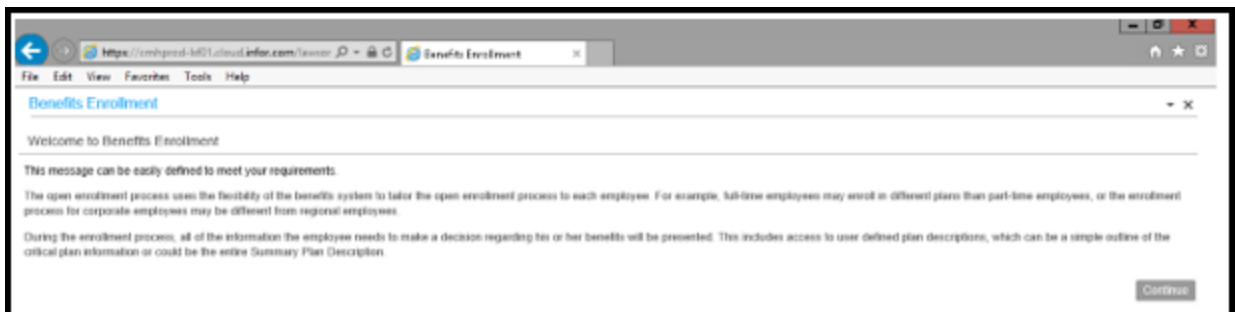 https://cmhprod-lsf01.cloud.infor.com/lawson
Benefits Enrollment
File Edit View Favorites Tools Help
Benefits Enrollment
Welcome to Benefits Enrollment
This message can be easily defined to meet your requirements.
The open enrollment process uses the flexibility of the benefits system to tailor the open enrollment process to each employee. For example, full-time employees may enroll in different plans than part-time employees, or the enrollment
process for corporate employees may be different from regional employees.
During the enrollment process, all of the information the employee needs to make a decision regarding his or her benefits will be presented. This includes access to user defined plan descriptions, which can be a simple outline of the
critical plan information or could be the entire Summary Plan Description.
Continue